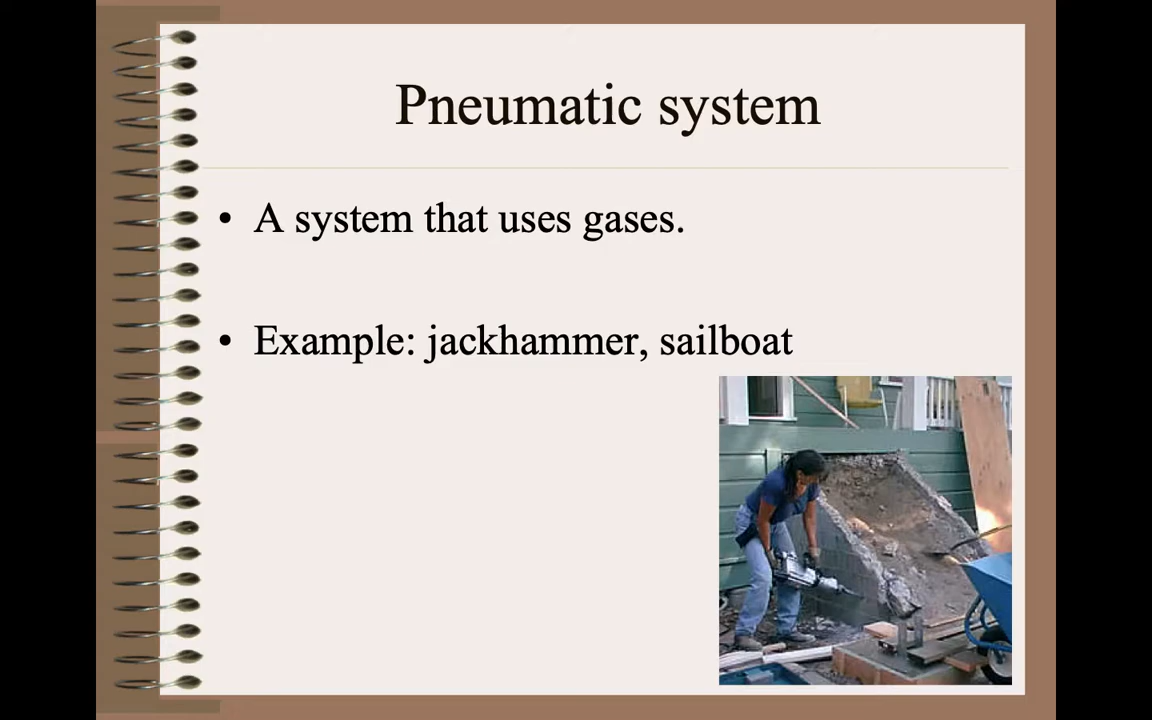 Pneumatic system
• A system that uses gases.
• Example: jackhammer, sailboat